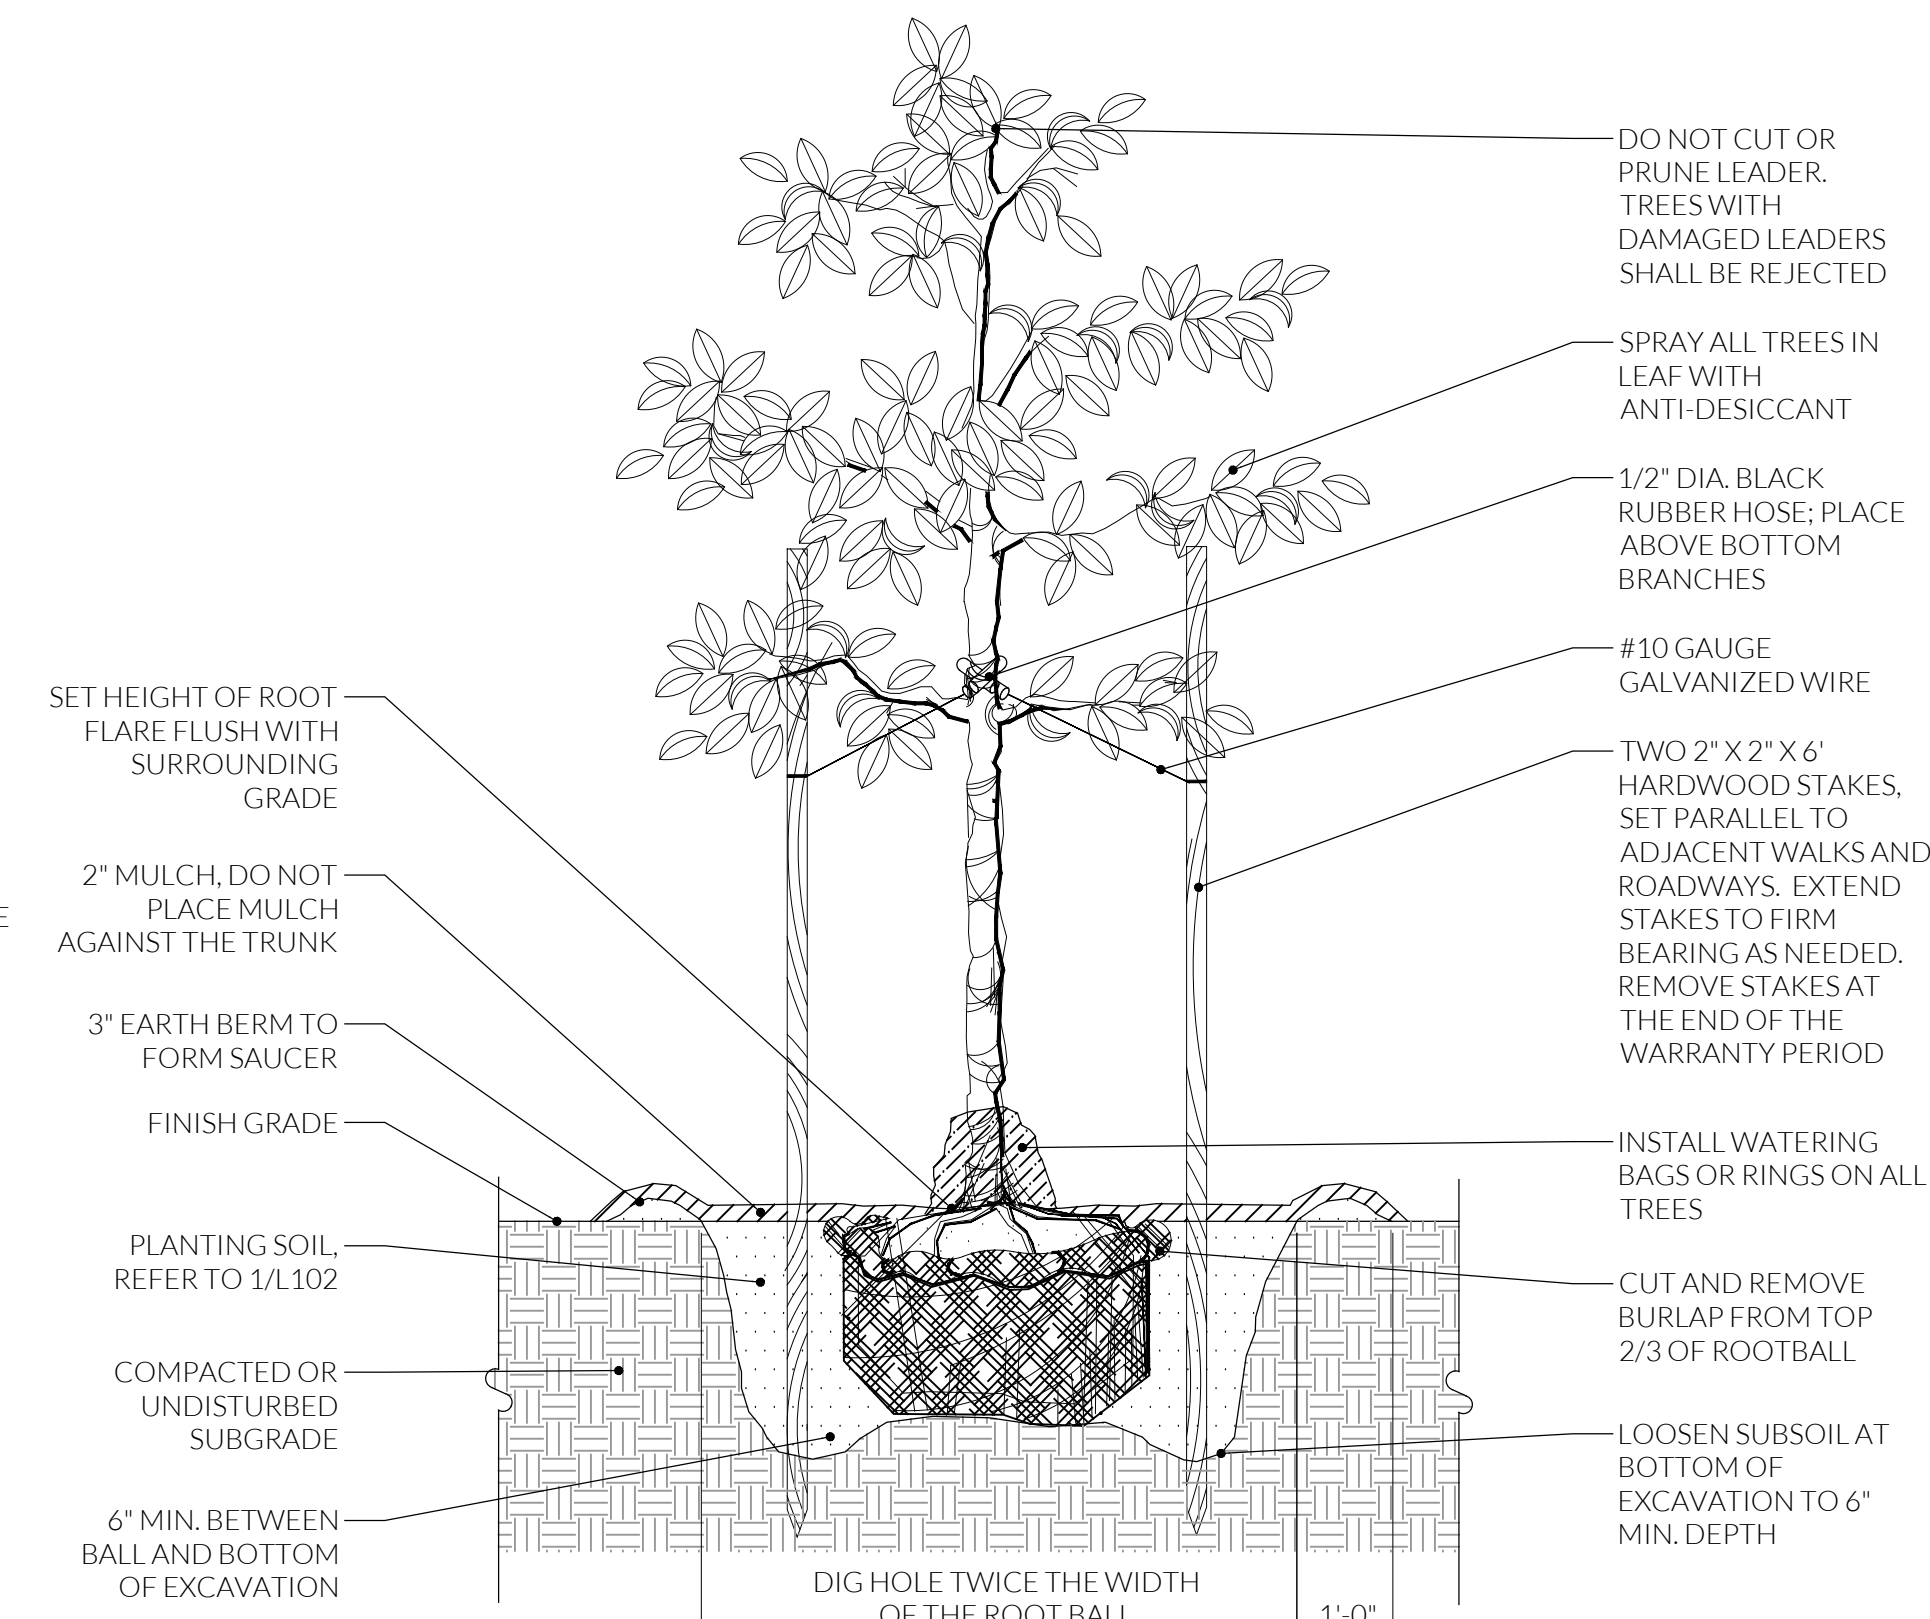 DO NOT CUT OR
PRUNE LEADER.
TREES WITH
DAMAGED LEADERS
SHALL BE REJECTED
SPRAY ALL TREES IN
LEAF WITH
ANTI-DESICCANT
1/2" DIA. BLACK
RUBBER HOSE; PLACE
ABOVE BOTTOM
BRANCHES
#10 GAUGE
GALVANIZED WIRE
TWO 2" X 2" X 6'
HARDWOOD STAKES,
SET PARALLEL TO
ADJACENT WALKS AND
ROADWAYS. EXTEND
STAKES TO FIRM
BEARING AS NEEDED.
REMOVE STAKES AT
THE END OF THE
WARRANTY PERIOD
INSTALL WATERING
BAGS OR RINGS ON ALL
TREES
CUT AND REMOVE
BURLAP FROM TOP
2/3 OF ROOTBALL
LOOSEN SUBSOIL AT
BOTTOM OF
EXCAVATION TO 6"
MIN. DEPTH
SET HEIGHT OF ROOT
FLARE FLUSH WITH
SURROUNDING
GRADE
2" MULCH, DO NOT
PLACE MULCH
AGAINST THE TRUNK
E
3" EARTH BERM TO
FORM SAUCER
FINISH GRADE
PLANTING SOIL,
REFER TO 1/L102
COMPACTED OR
UNDISTURBED
SUBGRADE
6" MIN. BETWEEN
BALL AND BOTTOM
OF EXCAVATION
DIG HOLE TWICE THE WIDTH
OF THE ROOT BALL
1'-0"